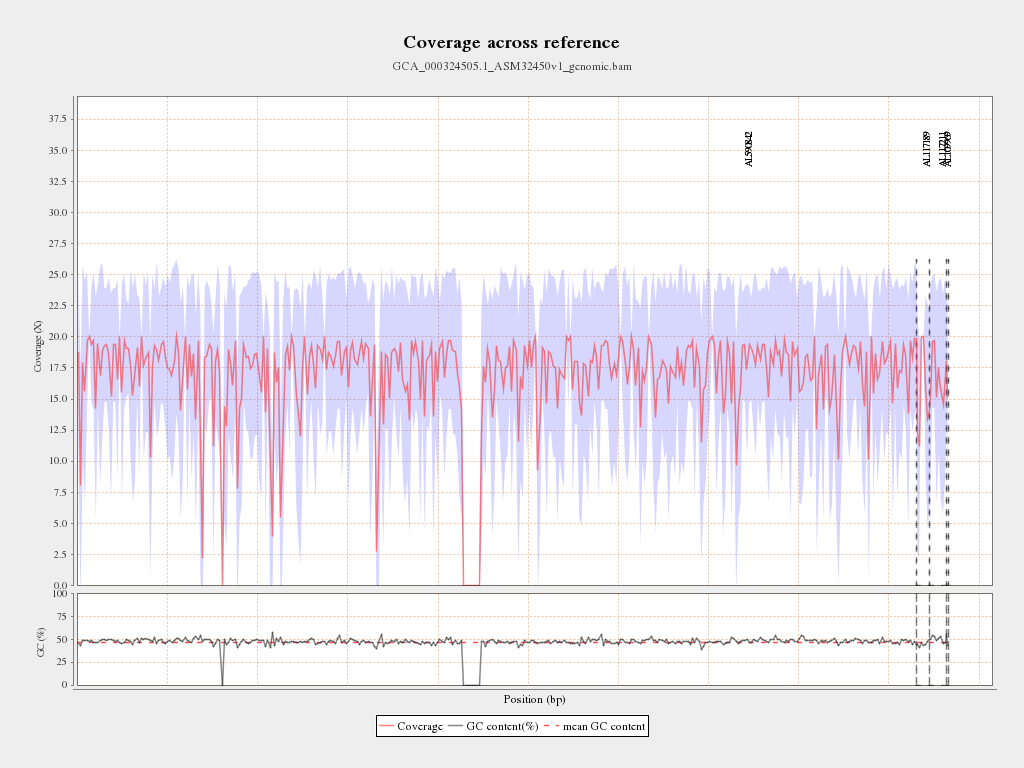 Coverage across reference
GCA_000324505.1_ASM32450v1_genomic.bam
37.5
35.0
32.5
30.0
27.5
25.0
22.5
20.0
17.5
15.0
12.5
10.0
7.5
5.0
2.5
0.0
Coverage (X)
AL590842
AL117189
100
75
50
25
0
GC (%)
Position (bp)
Coverage GC content(%) mean GC content